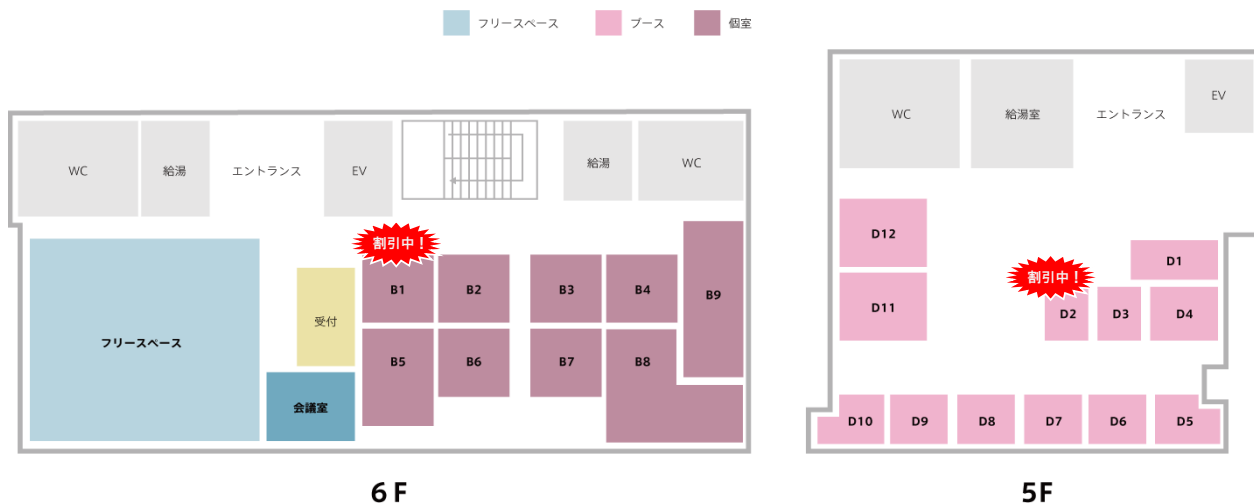 フリースペース
ブース
個室
WC
給湯
エントランス
EV
給湯
WC
割引中！
B1
B2
B3
B4
B9
受付
フリースペース
B5
B6
B7
B8
会議室
6F
WC
給湯室
エントランス
EV
D12
D1
割引中！
D11
D2
D3
D4
D10
D9
D8
D7
D6
D5
5F